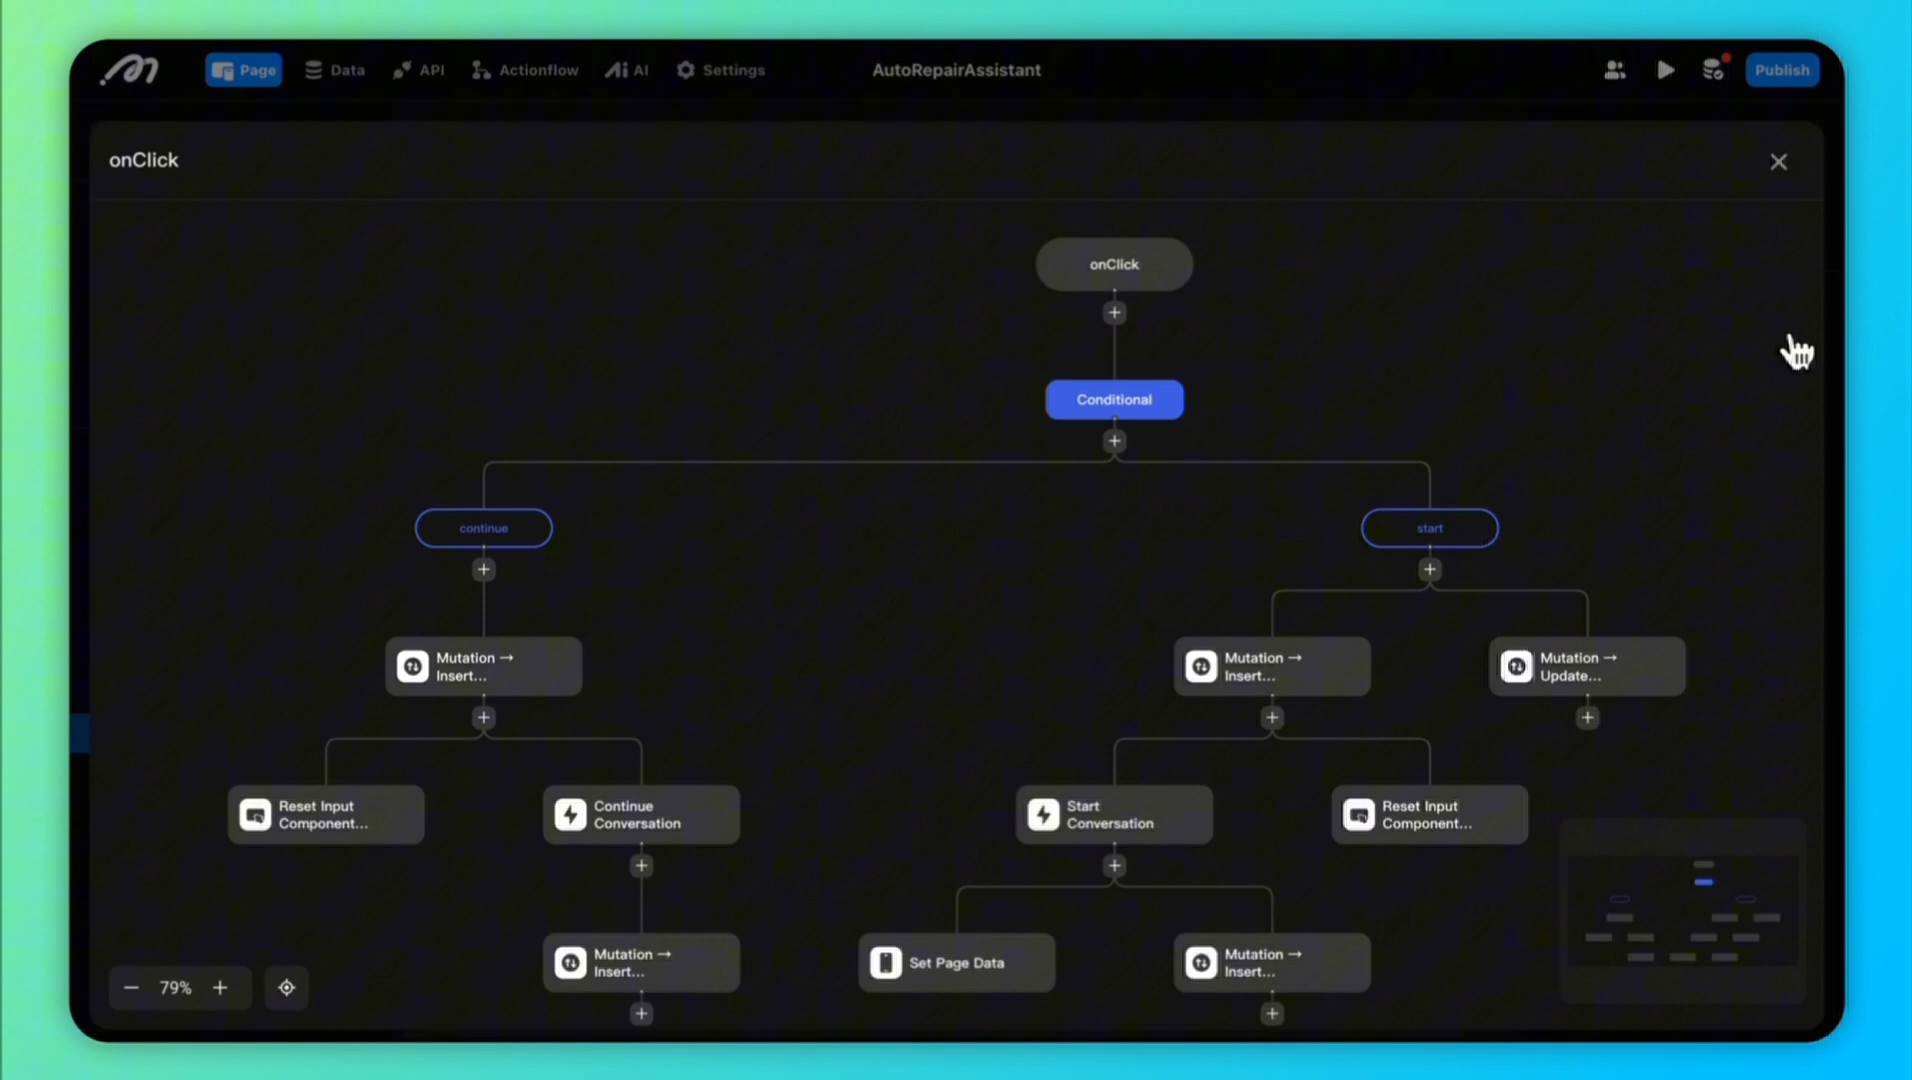 Page
Data
API
Actionflow
AI
Settings
AutoRepairAssistant
Publish
onClick
onClick
Conditional
continue
start
Mutation →
Insert...
Mutation →
Insert...
Mutation →
Update...
Reset Input
Component...
Continue
Conversation
Start
Conversation
Reset Input
Component...
Mutation →
Insert...
Set Page Data
Mutation →
Insert...
79%